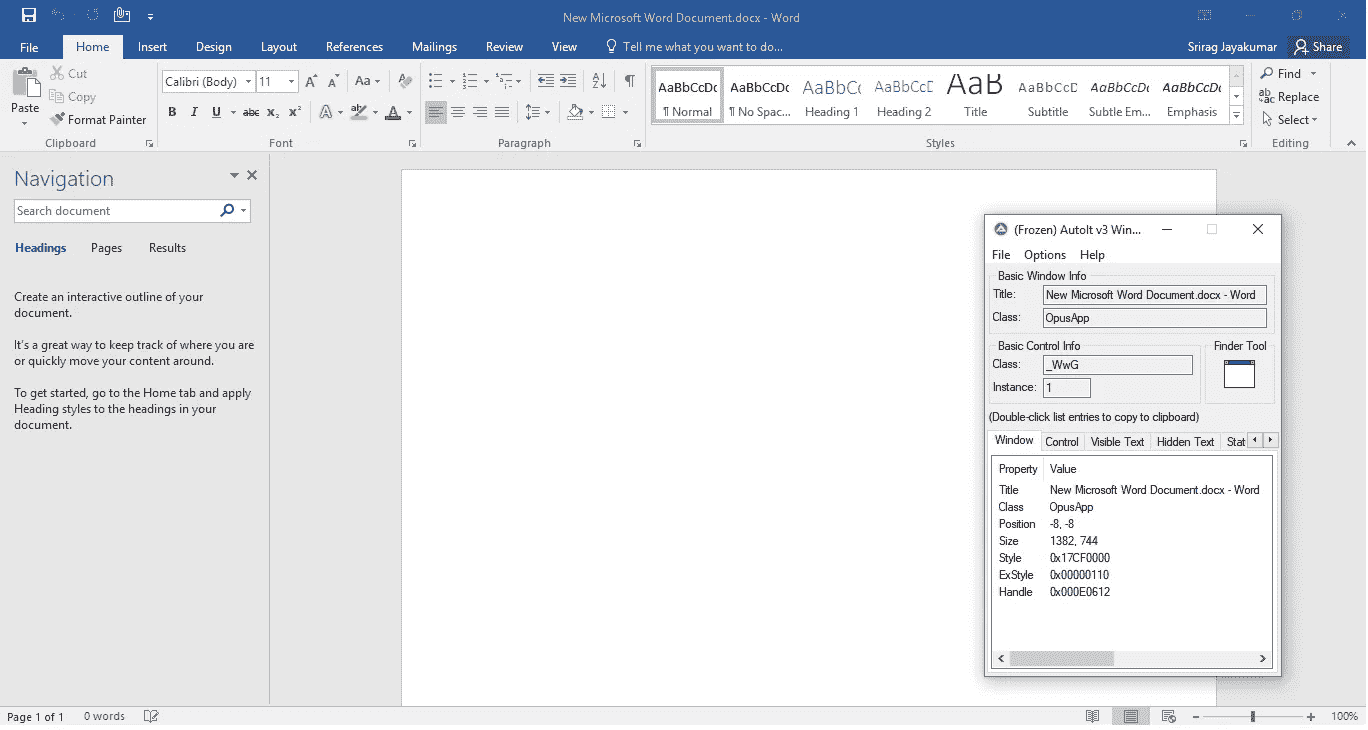 New Microsoft Word Document.docx - Word
File Home Insert Design Layout References Mailings Review View Tell me what you want to do... Srirag Jayakumar Share
Paste
Cut
Copy
Format Painter
Clipboard
Calibri (Body) 11 Aa
B I U abc x₂ x² A ab A
Font
Paragraph
AaBbCcDc AaBbCcDc AaBbCc AaBbCcD AaB AaBbCcD AaBbCcDc AaBbCcDc
¶ Normal ¶ No Spac... Heading 1 Heading 2 Title Subtitle Subtle Em... Emphasis
Styles
Find
Replace
Select
Editing
Navigation
Search document
Headings Pages Results
Create an interactive outline of your
document.
It's a great way to keep track of where you are
or quickly move your content around.
To get started, go to the Home tab and apply
Heading styles to the headings in your
document.
(Frozen) AutoIt v3 Win...
File Options Help
Basic Window Info
Title: New Microsoft Word Document.docx - Word
Class: OpusApp
Basic Control Info
Class: _WwG
Instance: 1
Finder Tool
(Double-click list entries to copy to clipboard)
Window Control Visible Text Hidden Text Stat
Property Value
Title New Microsoft Word Document.docx - Word
Class OpusApp
Position -8, -8
Size 1382, 744
Style 0x17CF0000
ExStyle 0x00000110
Handle 0x000E0612
Page 1 of 1 0 words 100%